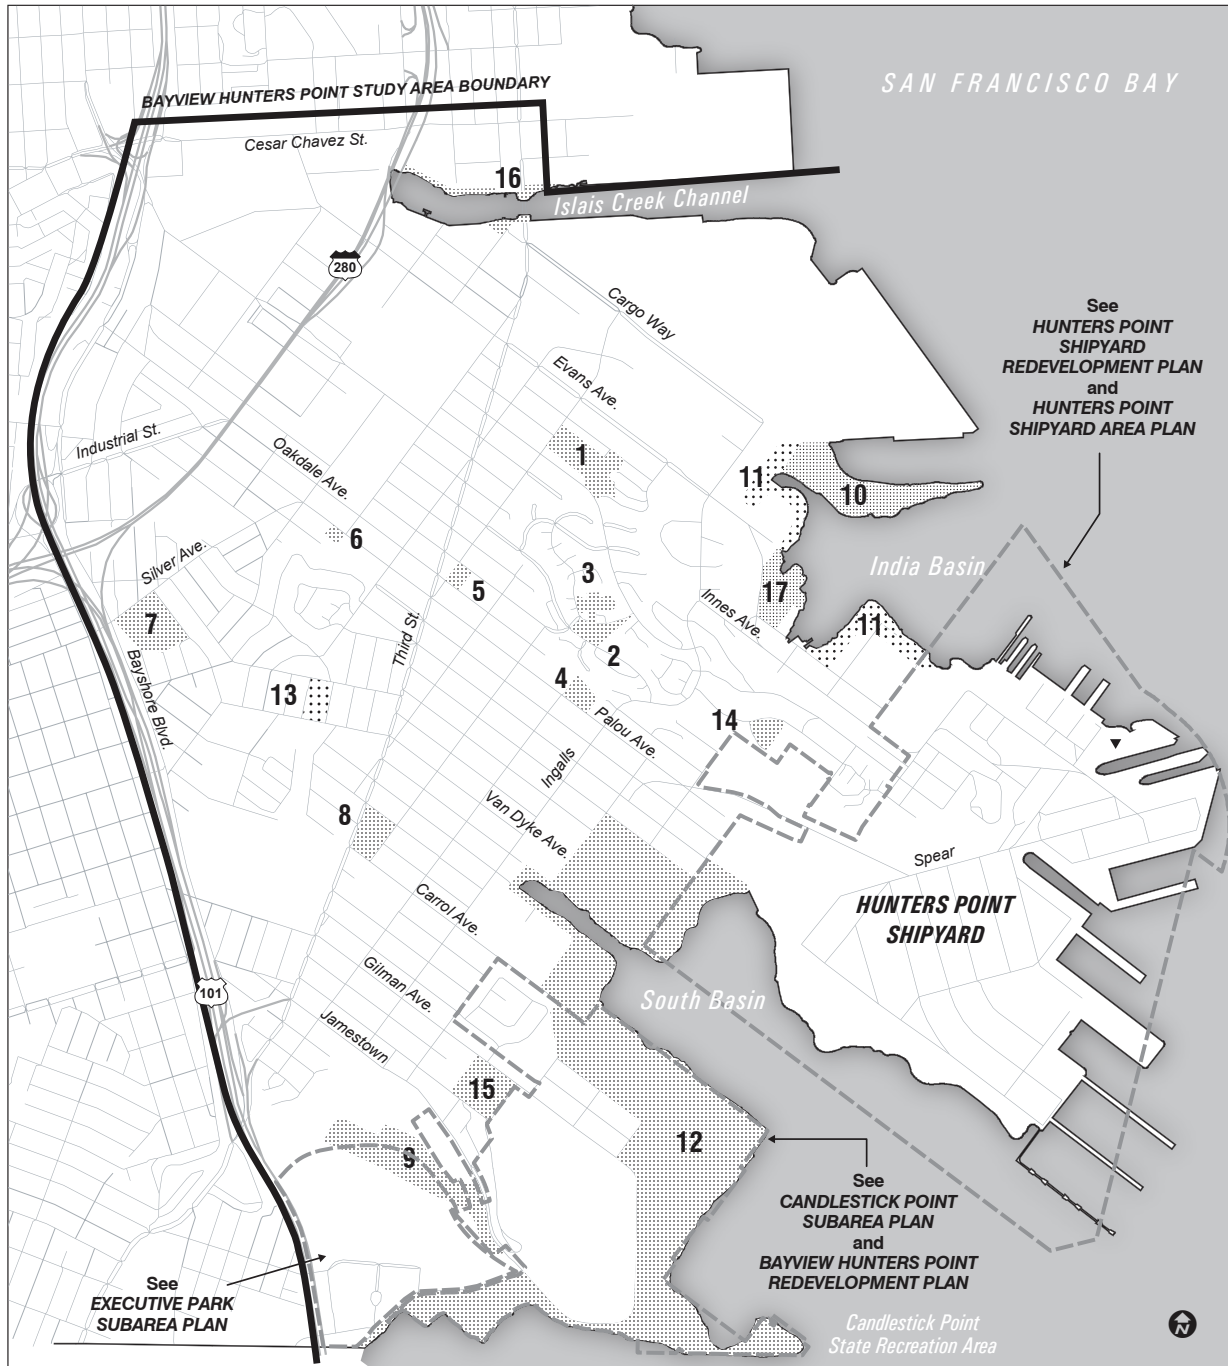 SAN FRANCISCO BAY
BAYVIEW HUNTERS POINT STUDY AREA BOUNDARY
Cesar Chavez St.
16
Islais Creek Channel
280
Cargo Way
See
HUNTERS POINT
SHIPYARD
REDEVELOPMENT PLAN
and
HUNTERS POINT
SHIPYARD AREA PLAN
Evans Ave.
Industrial St.
Oakdale Ave.
1
11
10
6
Silver Ave.
India Basin
3
5
17
7
Innes Ave.
11
Third St.
2
4
Bayshore Blvd.
13
14
Palou Ave.
Ingalls
8
Van Dyke Ave.
Spear
HUNTERS POINT
SHIPYARD
Carrol Ave.
Gilman Ave.
101
South Basin
Jamestown
15
12
9
See
CANDLESTICK POINT
SUBAREA PLAN
and
BAYVIEW HUNTERS POINT
REDEVELOPMENT PLAN
See
EXECUTIVE PARK
SUBAREA PLAN
Candlestick Point
State Recreation Area
N